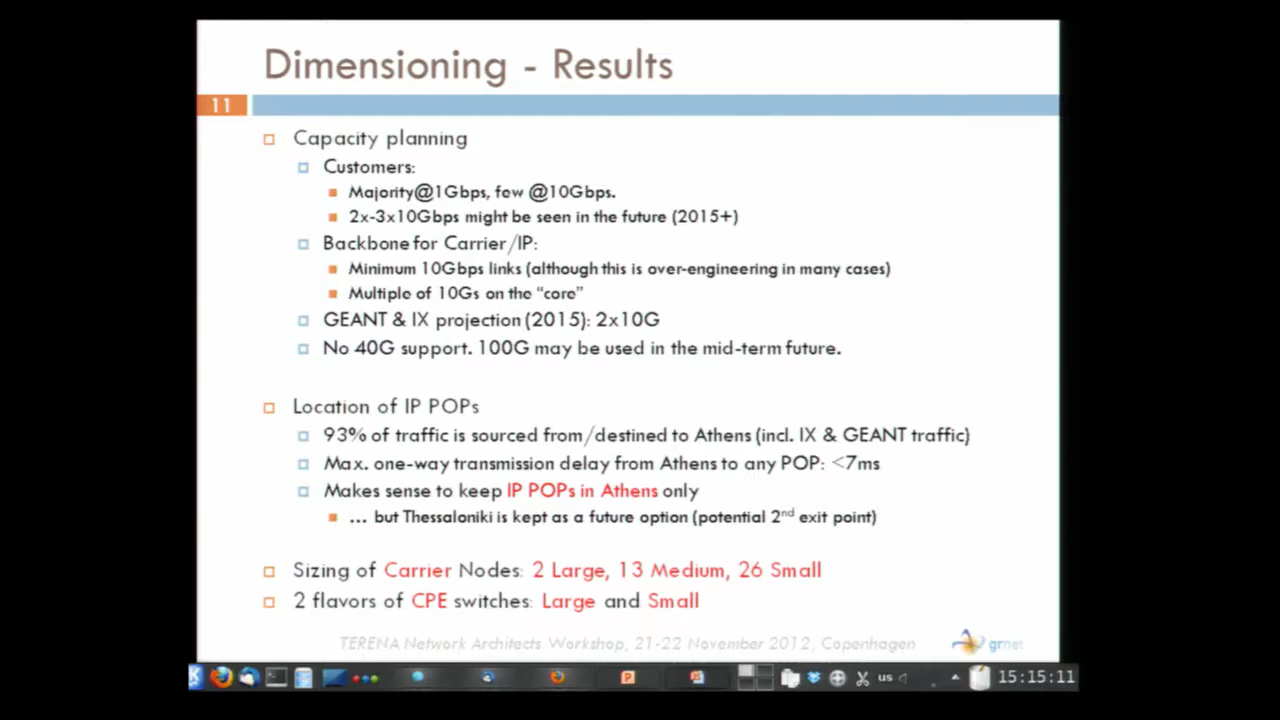 Dimensioning - Results
11
Capacity planning
Customers:
Majority@1Gbps, few @10Gbps.
2x-3x10Gbps might be seen in the future (2015+)
Backbone for Carrier/IP:
Minimum 10Gbps links (although this is over-engineering in many cases)
Multiple of 10Gs on the “core”
GEANT & IX projection (2015): 2x10G
No 40G support. 100G may be used in the mid-term future.
Location of IP POPs
93% of traffic is sourced from/destined to Athens (incl. IX & GEANT traffic)
Max. one-way transmission delay from Athens to any POP: <7ms
Makes sense to keep IP POPs in Athens only
... but Thessaloniki is kept as a future option (potential 2nd exit point)
Sizing of Carrier Nodes: 2 Large, 13 Medium, 26 Small
2 flavors of CPE switches: Large and Small
TERENA Network Architects Workshop, 21-22 November 2012, Copenhagen
grnet
us
15:15:11